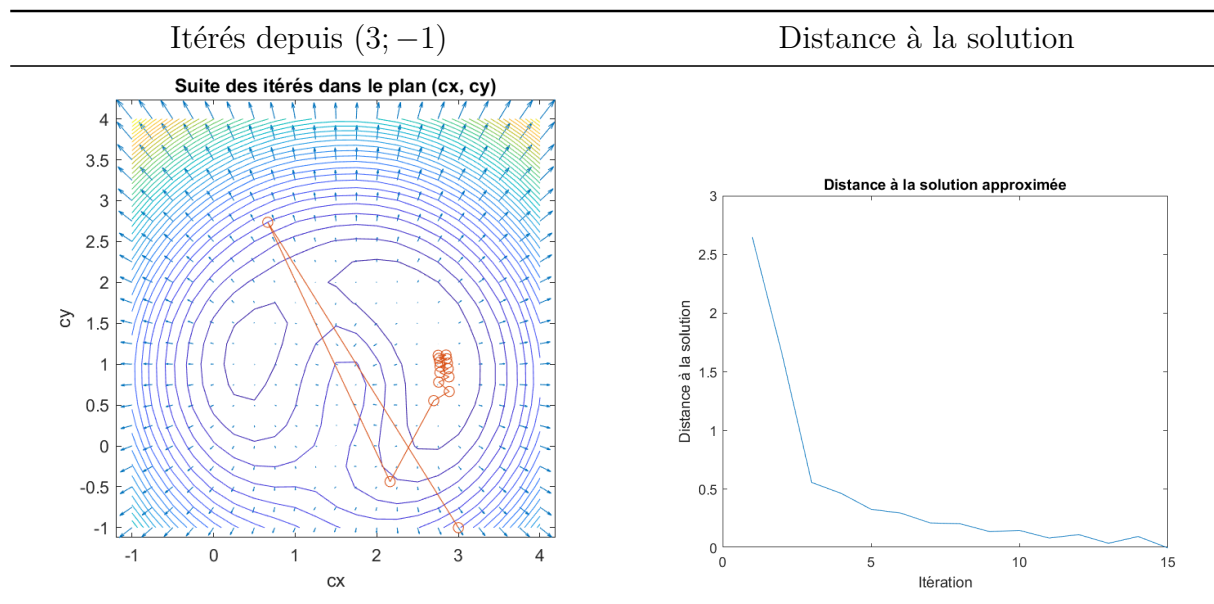 Itérés depuis (3; −1)
Distance à la solution
Suite des itérés dans le plan (cx, cy)
4
3.5
3
2.5
2
1.5
1
0.5
0
-0.5
-1
cy
-1 0 1 2 3 4
cx
Distance à la solution approximée
3
2.5
2
1.5
1
0.5
0
Distance à la solution
0 5 10 15
Itération